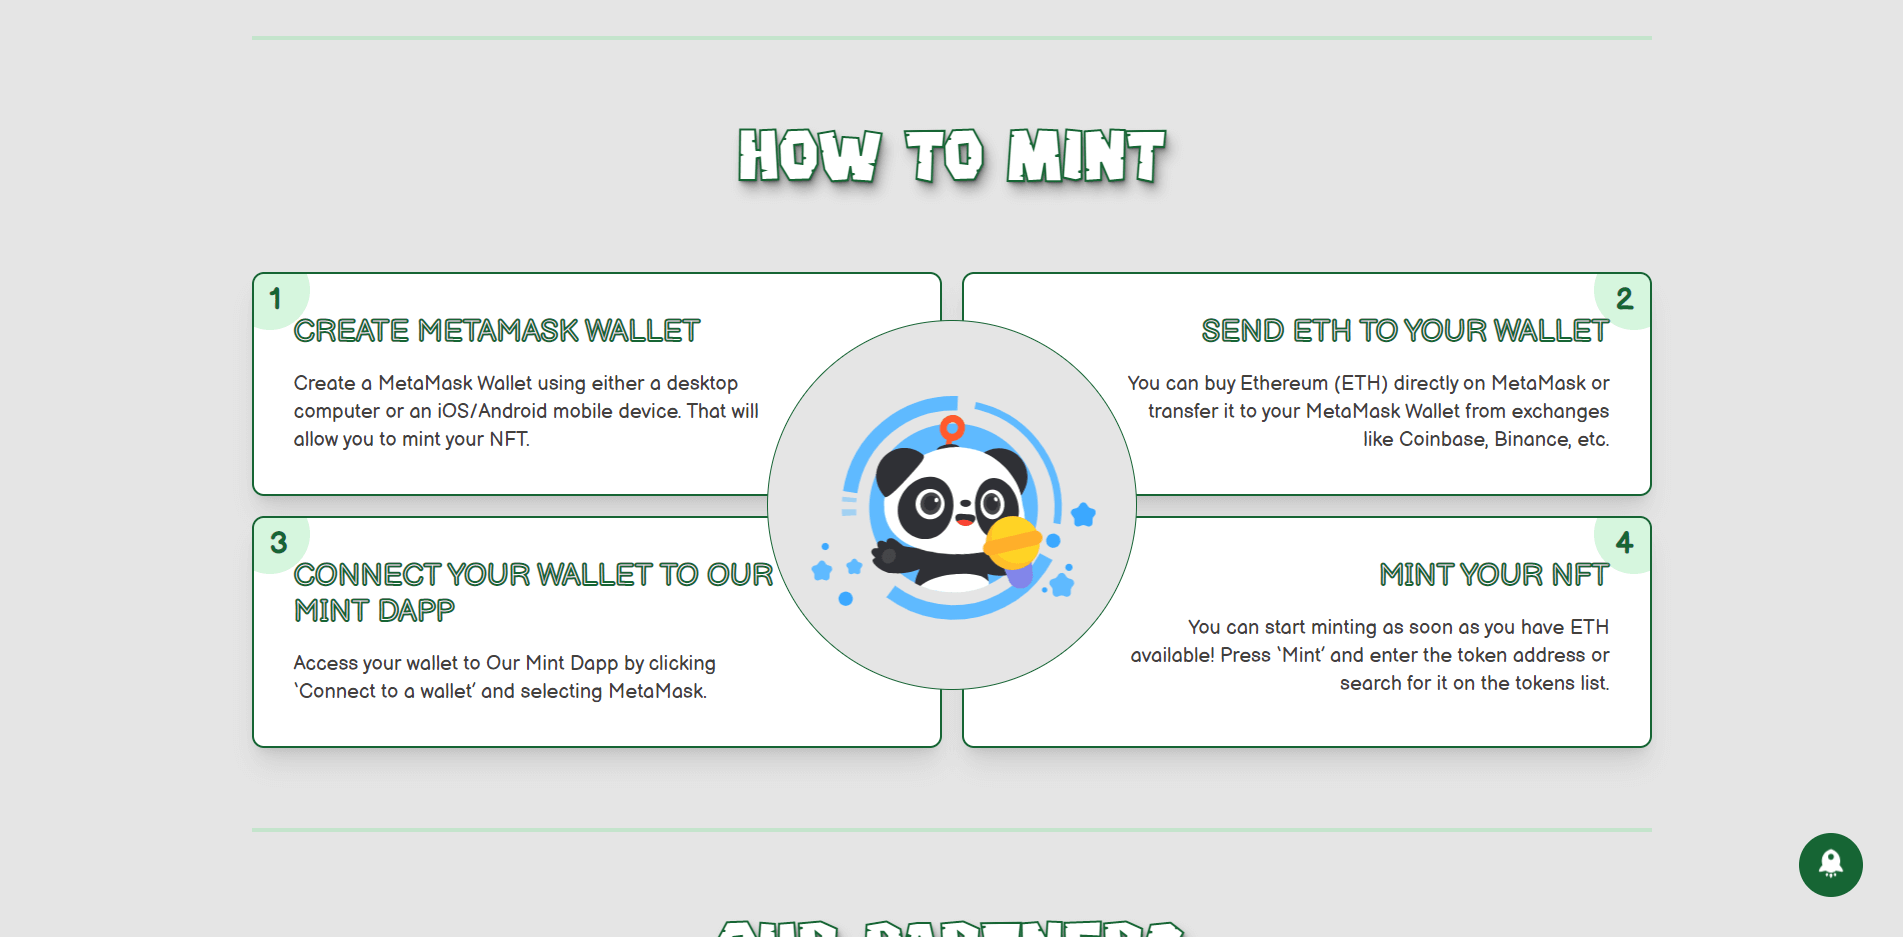 HOW TO MINT
1
CREATE METAMASK WALLET
Create a MetaMask Wallet using either a desktop
computer or an iOS/Android mobile device. That will
allow you to mint your NFT.
2
SEND ETH TO YOUR WALLET
You can buy Ethereum (ETH) directly on MetaMask or
transfer it to your MetaMask Wallet from exchanges
like Coinbase, Binance, etc.
3
CONNECT YOUR WALLET TO OUR
MINT DAPP
Access your wallet to Our Mint Dapp by clicking
‘Connect to a wallet’ and selecting MetaMask.
4
MINT YOUR NFT
You can start minting as soon as you have ETH
available! Press ‘Mint’ and enter the token address or
search for it on the tokens list.
OUR PARTNERS